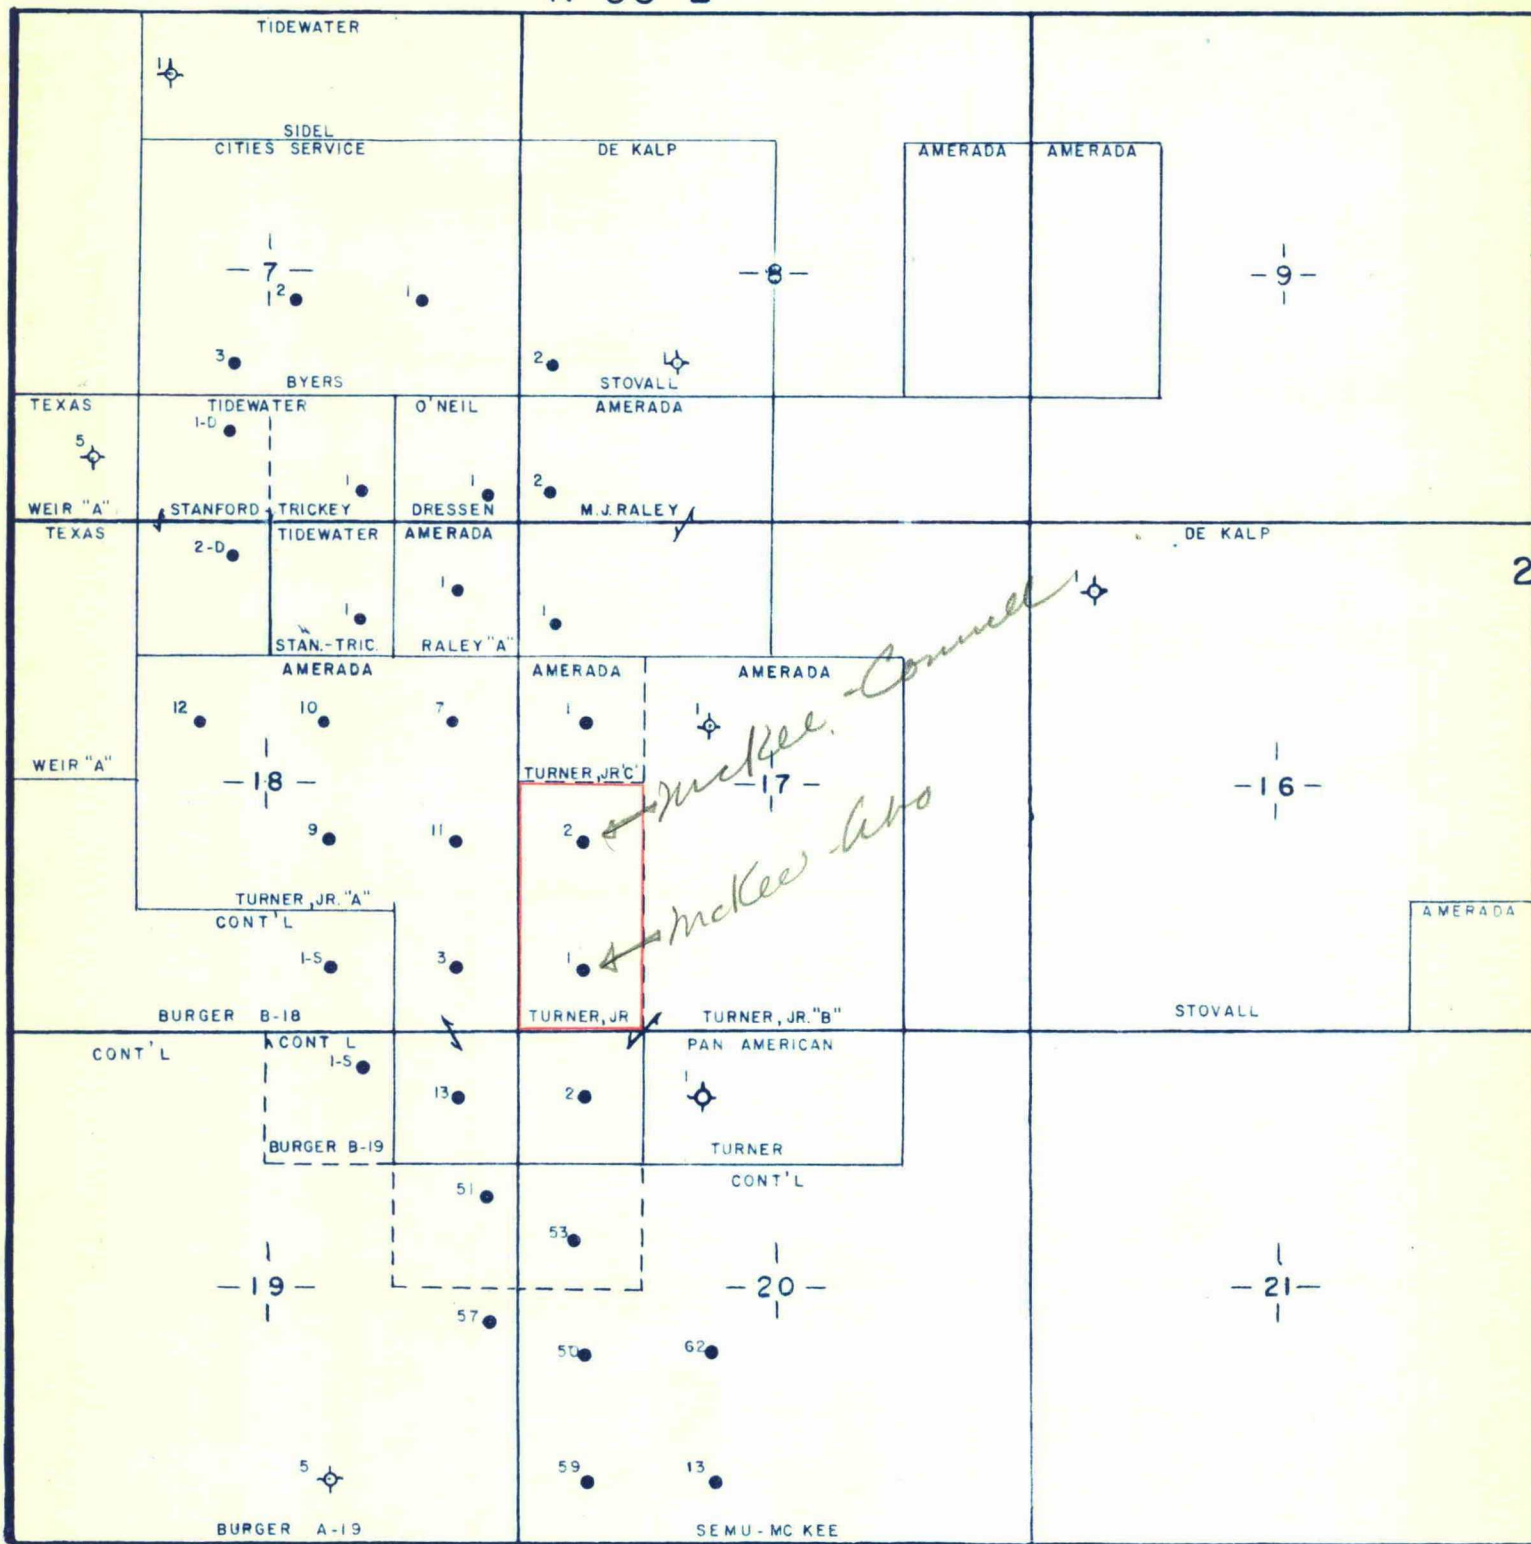 TIDEWATER
1
SIDEL
CITIES SERVICE DE KALP AMERADA AMERADA
7 8 9
2 1
3 2 1
BYERS STOVALL
TEXAS TIDEWATER O'NEIL AMERADA
1-D
5
1 1 2
WEIR "A" STANFORD TRICKEY DRESSEN M.J. RALEY
TEXAS TIDEWATER AMERADA DE KALP
2-D 2
1 1
1 1
STAN.-TRIC. RALEY "A"
AMERADA AMERADA AMERADA
McKee-Connell
12 10 7 1 1
WEIR "A" TURNER, JR "C"
18 17 16
McKee-Abo
9 11 2
TURNER, JR. "A"
CONT'L AMERADA
1-S 3 1
BURGER B-18 TURNER, JR TURNER, JR. "B" STOVALL
CONT'L CONT L PAN AMERICAN
1-S 13 2 1
BURGER B-19 TURNER
CONT'L
51
53
19 20 21
57
50 62
5 59 13
BURGER A-19 SEMU-MC KEE